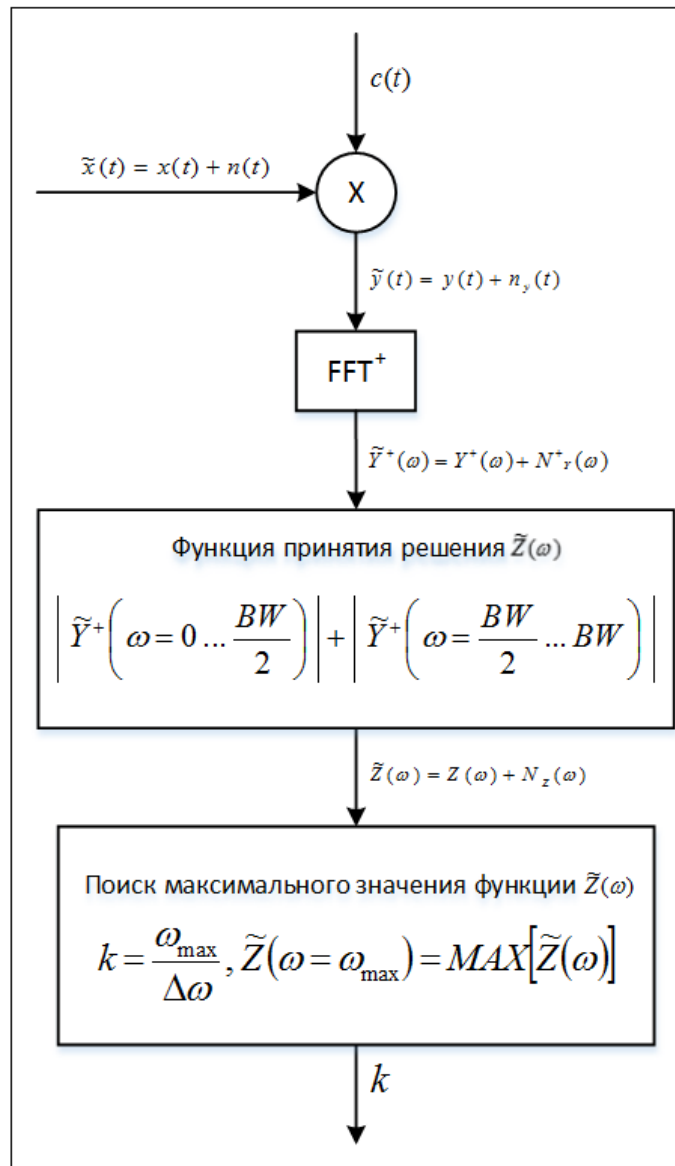 c(t)
x̃(t) = x(t) + n(t)
X
ỹ(t) = y(t) + n_y(t)
FFT⁺
Ỹ⁺(ω) = Y⁺(ω) + N⁺_Y(ω)
Функция принятия решения Z̃(ω)
| Ỹ⁺( ω = 0 ... BW/2 ) | + | Ỹ⁺( ω = BW/2 ... BW ) |
Z̃(ω) = Z(ω) + N_z(ω)
Поиск максимального значения функции Z̃(ω)
k = ω_max/Δω, Z̃(ω = ω_max) = MAX[Z̃(ω)]
k